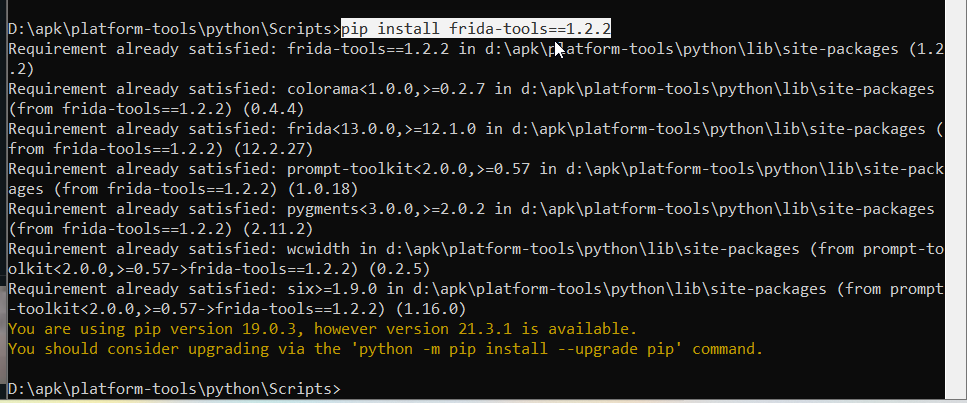 D:\apk\platform-tools\python\Scripts>pip install frida-tools==1.2.2
Requirement already satisfied: frida-tools==1.2.2 in d:\apk\platform-tools\python\lib\site-packages (1.2
.2)
Requirement already satisfied: colorama<1.0.0,>=0.2.7 in d:\apk\platform-tools\python\lib\site-packages
(from frida-tools==1.2.2) (0.4.4)
Requirement already satisfied: frida<13.0.0,>=12.1.0 in d:\apk\platform-tools\python\lib\site-packages (
from frida-tools==1.2.2) (12.2.27)
Requirement already satisfied: prompt-toolkit<2.0.0,>=0.57 in d:\apk\platform-tools\python\lib\site-pack
ages (from frida-tools==1.2.2) (1.0.18)
Requirement already satisfied: pygments<3.0.0,>=2.0.2 in d:\apk\platform-tools\python\lib\site-packages
(from frida-tools==1.2.2) (2.11.2)
Requirement already satisfied: wcwidth in d:\apk\platform-tools\python\lib\site-packages (from prompt-to
olkit<2.0.0,>=0.57->frida-tools==1.2.2) (0.2.5)
Requirement already satisfied: six>=1.9.0 in d:\apk\platform-tools\python\lib\site-packages (from prompt
-toolkit<2.0.0,>=0.57->frida-tools==1.2.2) (1.16.0)
You are using pip version 19.0.3, however version 21.3.1 is available.
You should consider upgrading via the 'python -m pip install --upgrade pip' command.
D:\apk\platform-tools\python\Scripts>